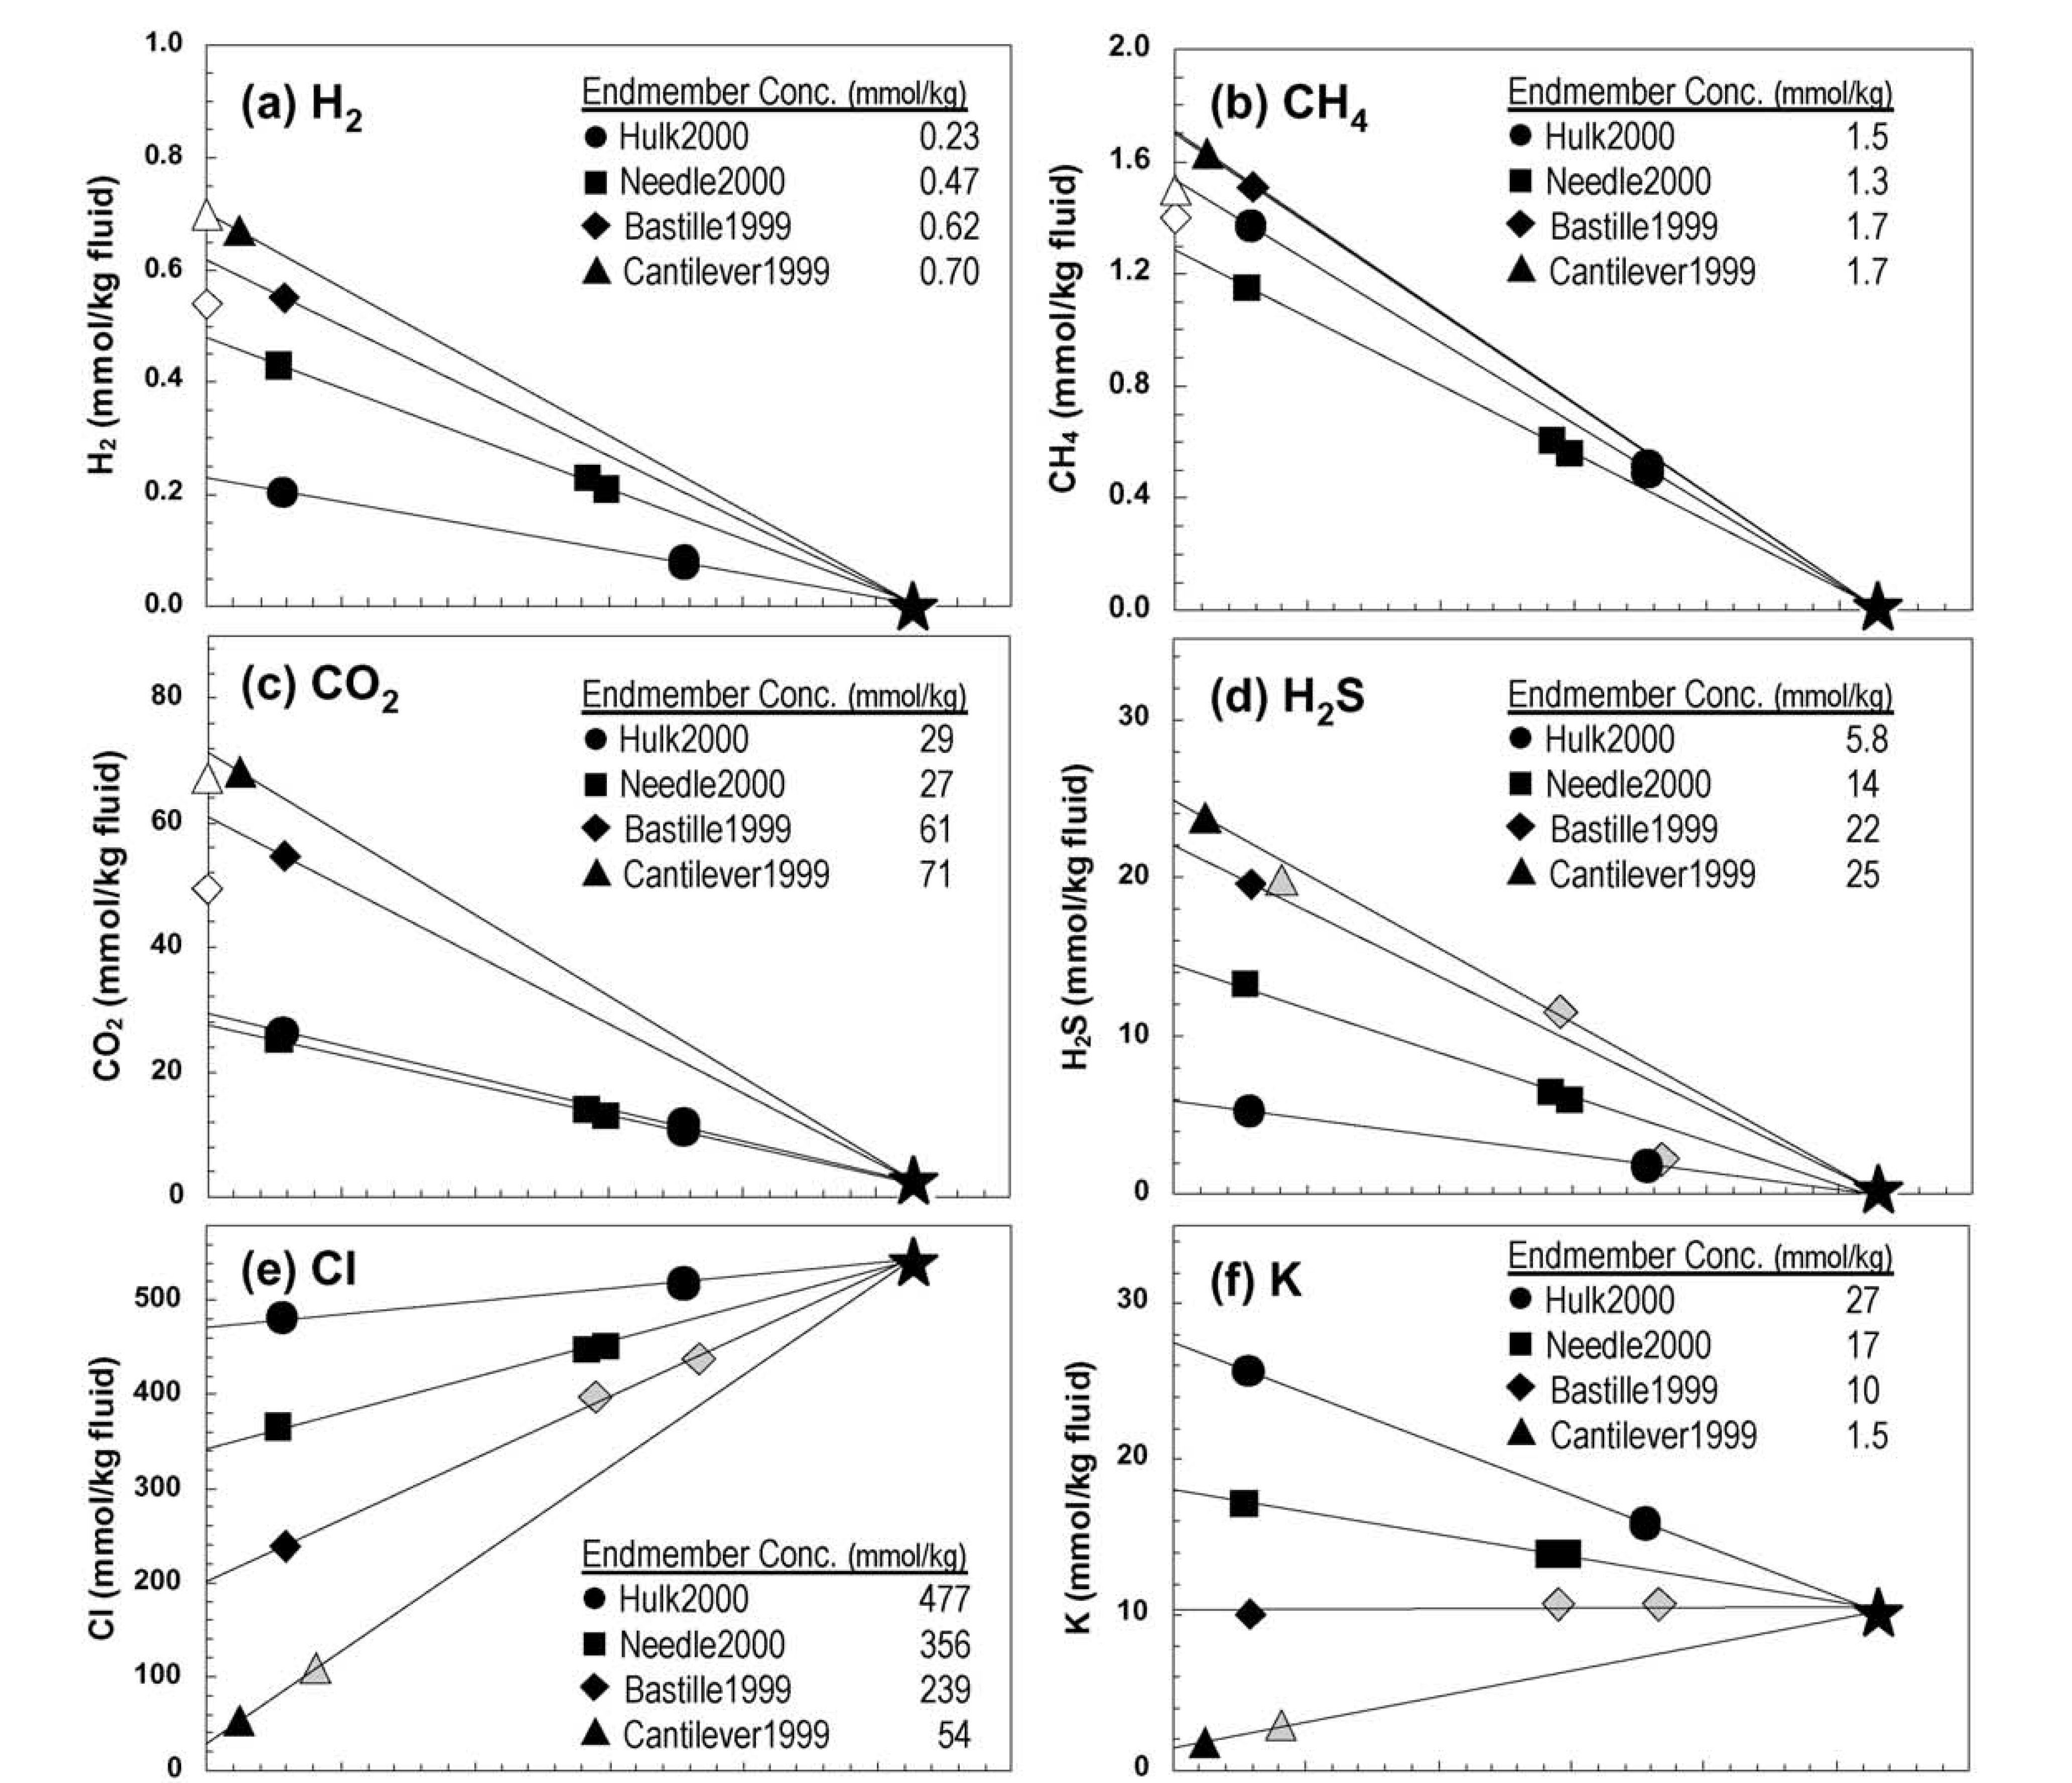 (a) H₂
Endmember Conc. (mmol/kg)
Hulk2000 0.23
Needle2000 0.47
Bastille1999 0.62
Cantilever1999 0.70
H₂ (mmol/kg fluid)
1.0
0.8
0.6
0.4
0.2
0.0
(b) CH₄
Endmember Conc. (mmol/kg)
Hulk2000 1.5
Needle2000 1.3
Bastille1999 1.7
Cantilever1999 1.7
CH₄ (mmol/kg fluid)
2.0
1.6
1.2
0.8
0.4
0.0
(c) CO₂
Endmember Conc. (mmol/kg)
Hulk2000 29
Needle2000 27
Bastille1999 61
Cantilever1999 71
CO₂ (mmol/kg fluid)
80
60
40
20
0
(d) H₂S
Endmember Conc. (mmol/kg)
Hulk2000 5.8
Needle2000 14
Bastille1999 22
Cantilever1999 25
H₂S (mmol/kg fluid)
30
20
10
0
(e) Cl
Cl (mmol/kg fluid)
500
400
300
200
100
0
Endmember Conc. (mmol/kg)
Hulk2000 477
Needle2000 356
Bastille1999 239
Cantilever1999 54
(f) K
Endmember Conc. (mmol/kg)
Hulk2000 27
Needle2000 17
Bastille1999 10
Cantilever1999 1.5
K (mmol/kg fluid)
30
20
10
0